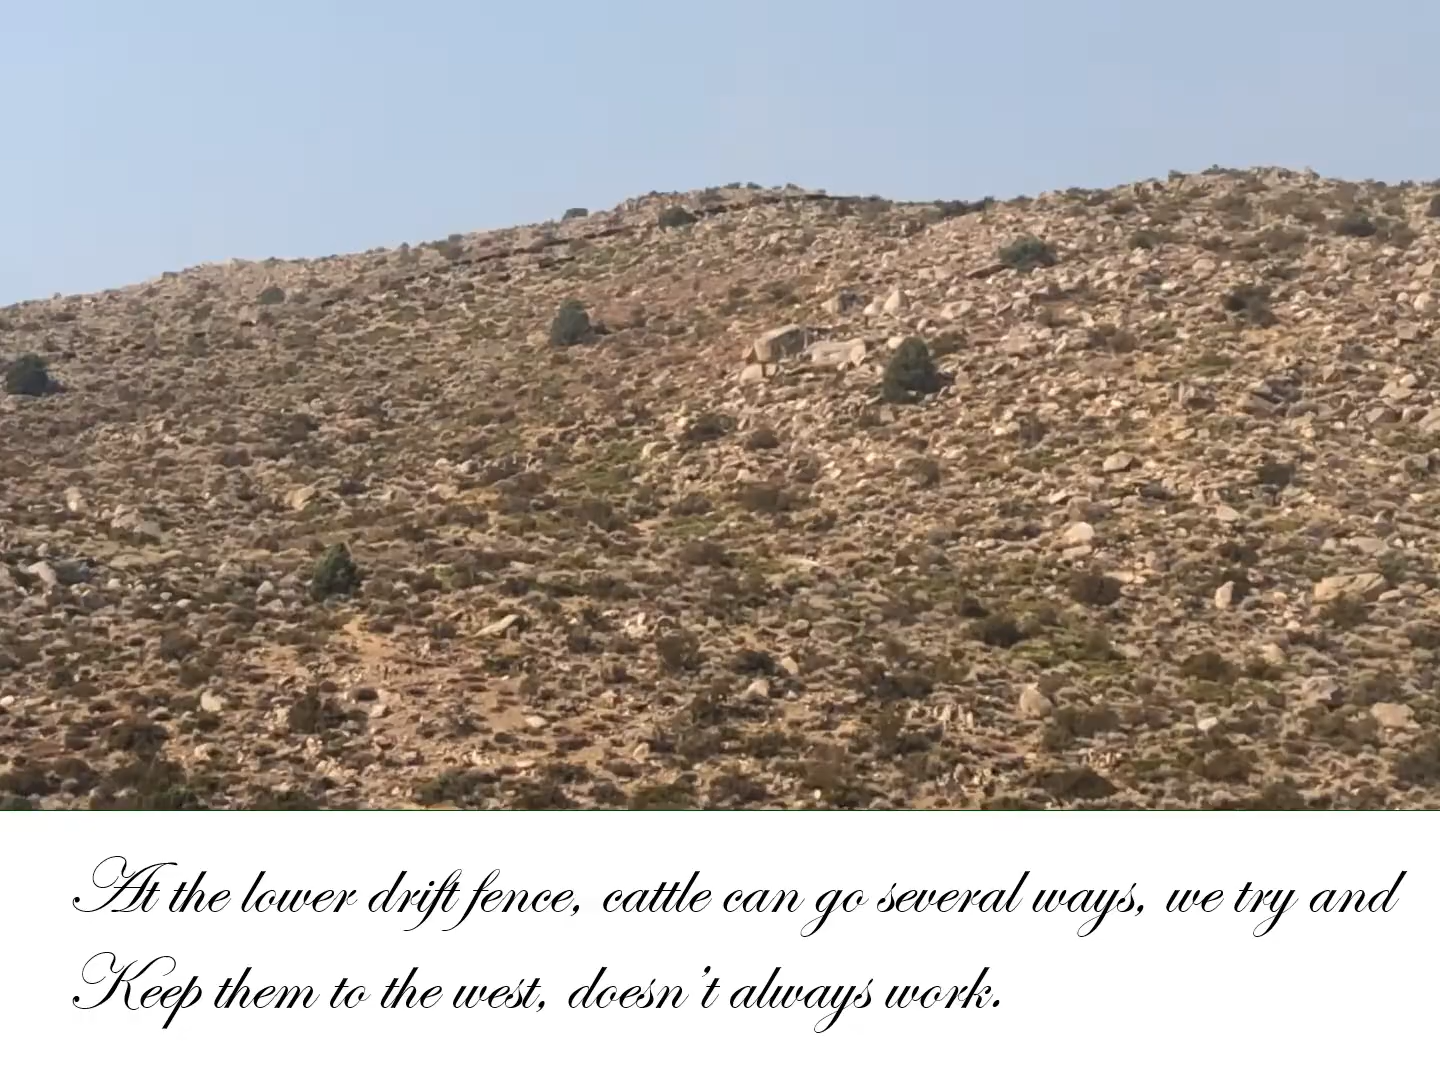 At the lower drift fence, cattle can go several ways, we try and
Keep them to the west, doesn’t always work.